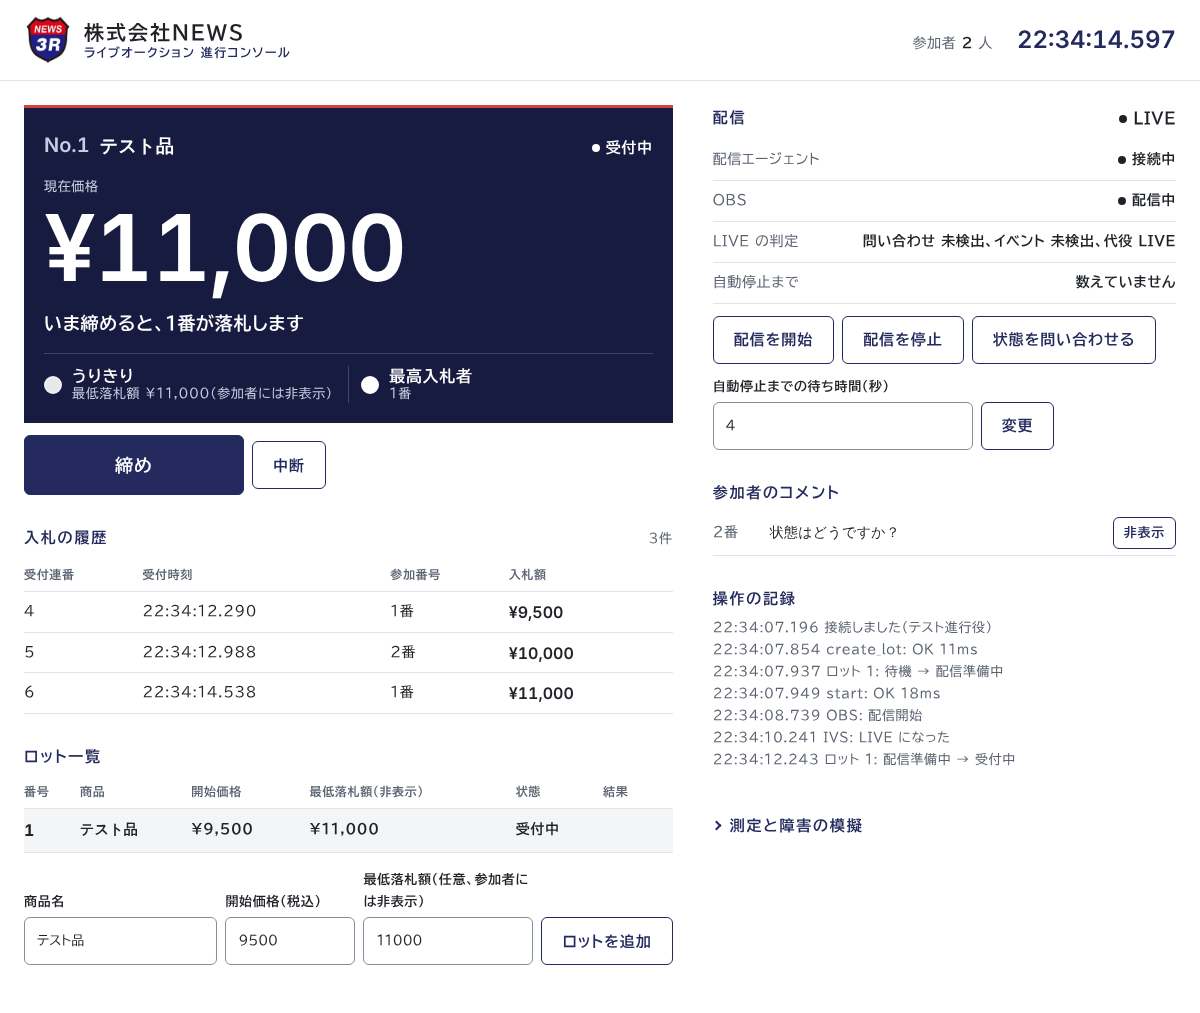 NEWS
3R
株式会社NEWS
ライブオークション 進行コンソール
参加者 2 人
22:34:14.597
No.1 テスト品
受付中
現在価格
¥11,000
いま締めると、1番が落札します
うりきり
最低落札額 ¥11,000(参加者には非表示)
最高入札者
1番
締め
中断
入札の履歴
3件
受付連番 受付時刻 参加番号 入札額
4 22:34:12.290 1番 ¥9,500
5 22:34:12.988 2番 ¥10,000
6 22:34:14.538 1番 ¥11,000
ロット一覧
番号 商品 開始価格 最低落札額(非表示) 状態 結果
1 テスト品 ¥9,500 ¥11,000 受付中
商品名
開始価格(税込)
最低落札額(任意、参加者に
は非表示)
テスト品
9500
11000
ロットを追加
配信
LIVE
配信エージェント 接続中
OBS 配信中
LIVE の判定 問い合わせ 未検出、イベント 未検出、代役 LIVE
自動停止まで 数えていません
配信を開始
配信を停止
状態を問い合わせる
自動停止までの待ち時間(秒)
4
変更
参加者のコメント
2番 状態はどうですか？
非表示
操作の記録
22:34:07.196 接続しました(テスト進行役)
22:34:07.854 create_lot: OK 11ms
22:34:07.937 ロット 1: 待機 → 配信準備中
22:34:07.949 start: OK 18ms
22:34:08.739 OBS: 配信開始
22:34:10.241 IVS: LIVE になった
22:34:12.243 ロット 1: 配信準備中 → 受付中
測定と障害の模擬